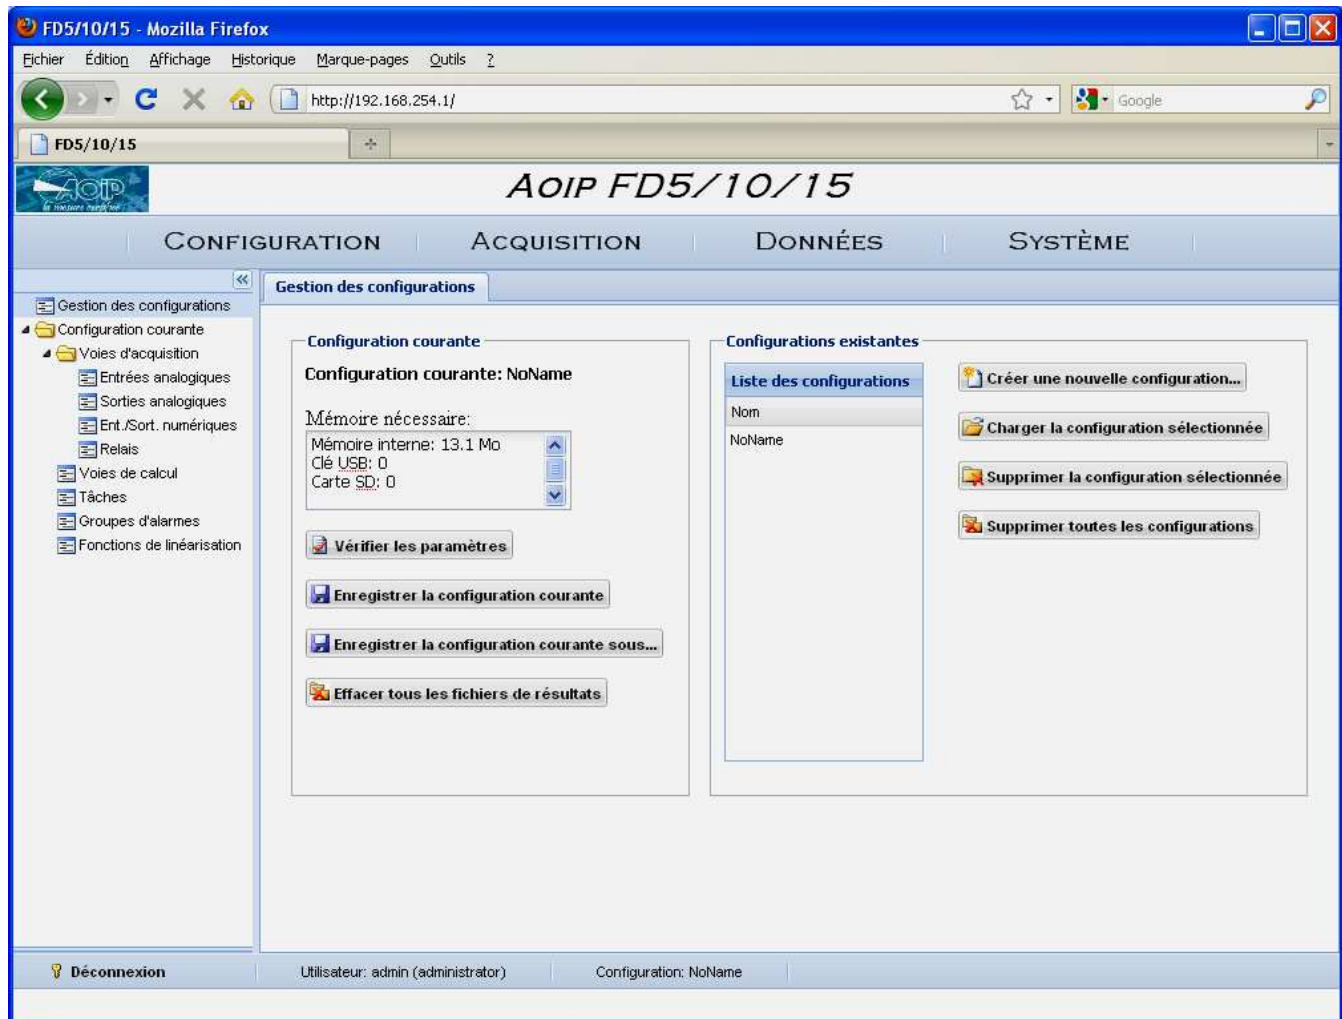 FD5/10/15 - Mozilla Firefox
Fichier Édition Affichage Historique Marque-pages Outils ?
http://192.168.254.1/
Google
FD5/10/15
AOIP
AOIP FD5/10/15
CONFIGURATION ACQUISITION DONNÉES SYSTÈME
Gestion des configurations
Configuration courante
Voies d'acquisition
Entrées analogiques
Sorties analogiques
Ent./Sort. numériques
Relais
Voies de calcul
Tâches
Groupes d'alarmes
Fonctions de linéarisation
Gestion des configurations
Configuration courante
Configuration courante: NoName
Mémoire nécessaire:
Mémoire interne: 13.1 Mo
Clé USB: 0
Carte SD: 0
Vérifier les paramètres
Enregistrer la configuration courante
Enregistrer la configuration courante sous...
Effacer tous les fichiers de résultats
Configurations existantes
Liste des configurations
Nom
NoName
Créer une nouvelle configuration...
Charger la configuration sélectionnée
Supprimer la configuration sélectionnée
Supprimer toutes les configurations
Déconnexion
Utilisateur: admin (administrator)
Configuration: NoName